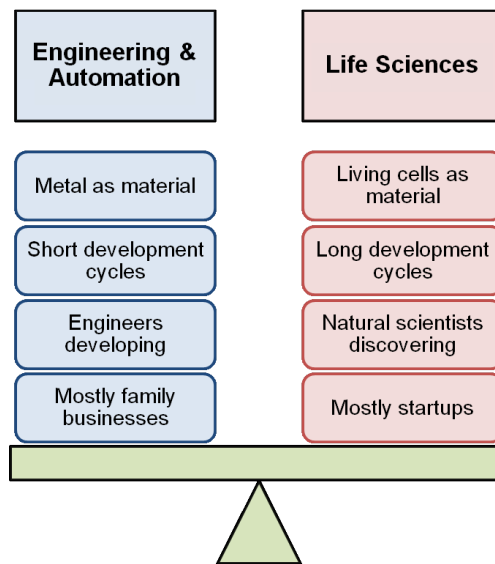 Engineering &
Automation
Life Sciences
Metal as material
Short development
cycles
Engineers
developing
Mostly family
businesses
Living cells as
material
Long development
cycles
Natural scientists
discovering
Mostly startups